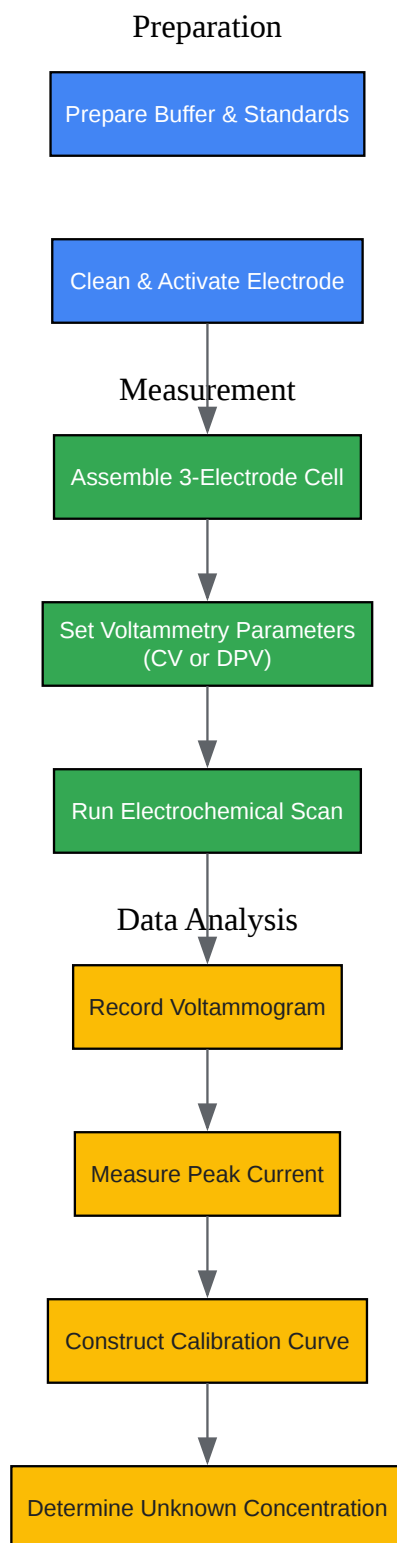 Preparation
Prepare Buffer & Standards
Clean & Activate Electrode
Measurement
Assemble 3-Electrode Cell
Set Voltammetry Parameters
(CV or DPV)
Run Electrochemical Scan
Data Analysis
Record Voltammogram
Measure Peak Current
Construct Calibration Curve
Determine Unknown Concentration